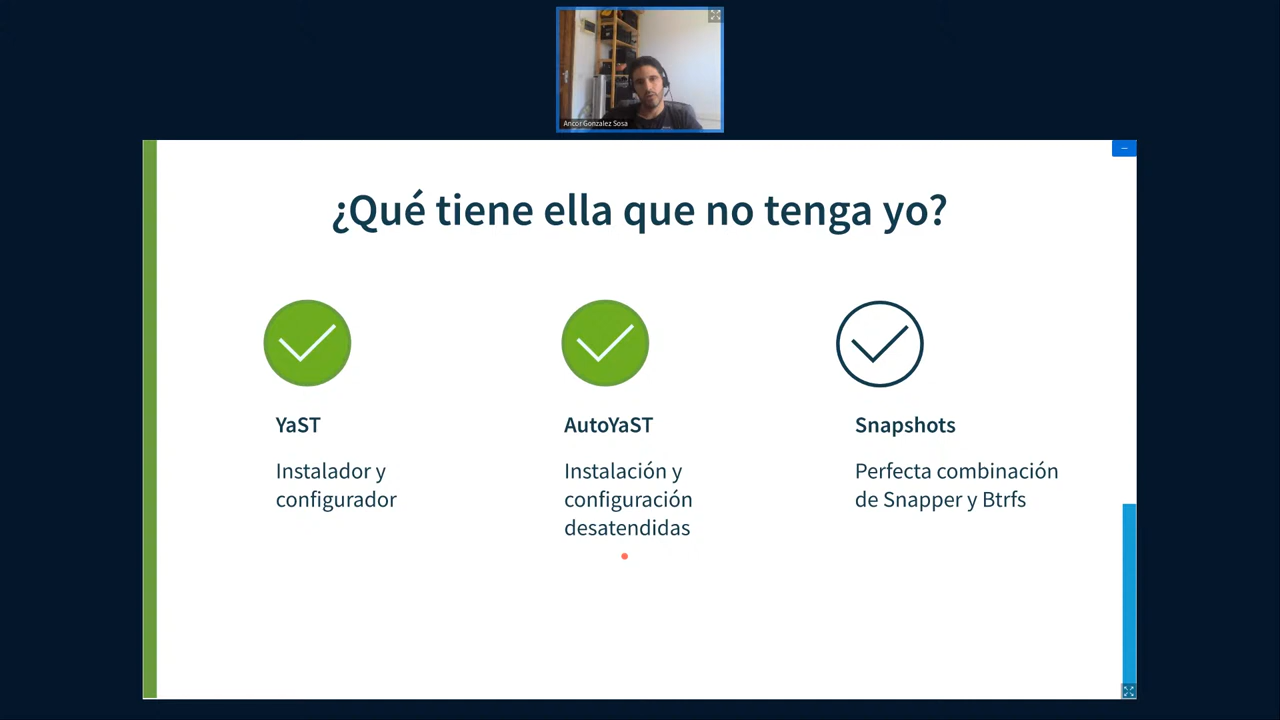 Ancor Gonzalez Sosa
¿Qué tiene ella que no tenga yo?
YaST
Instalador y
configurador
AutoYaST
Instalación y
configuración
desatendidas
Snapshots
Perfecta combinación
de Snapper y Btrfs